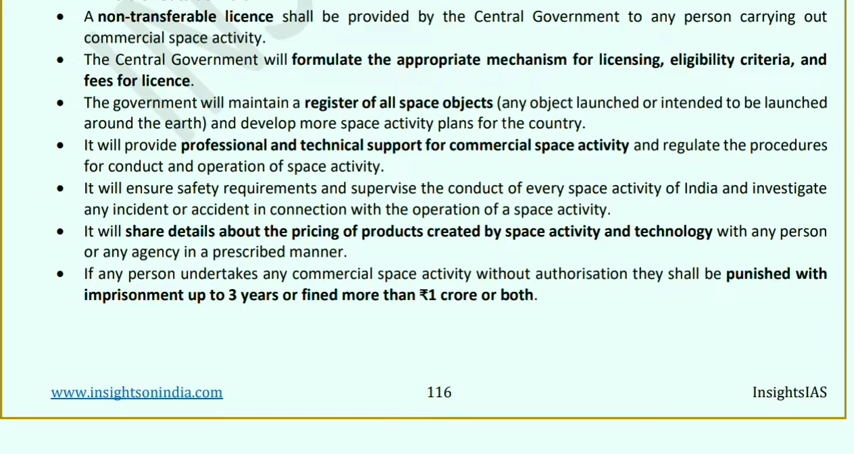 • A non-transferable licence shall be provided by the Central Government to any person carrying out
commercial space activity.
• The Central Government will formulate the appropriate mechanism for licensing, eligibility criteria, and
fees for licence.
• The government will maintain a register of all space objects (any object launched or intended to be launched
around the earth) and develop more space activity plans for the country.
• It will provide professional and technical support for commercial space activity and regulate the procedures
for conduct and operation of space activity.
• It will ensure safety requirements and supervise the conduct of every space activity of India and investigate
any incident or accident in connection with the operation of a space activity.
• It will share details about the pricing of products created by space activity and technology with any person
or any agency in a prescribed manner.
• If any person undertakes any commercial space activity without authorisation they shall be punished with
imprisonment up to 3 years or fined more than ₹1 crore or both.
www.insightsonindia.com 116 InsightsIAS